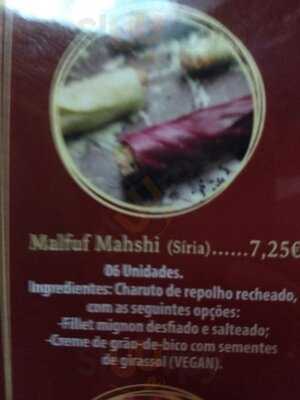 Malfuf Mahshi (Síria)......7,25€
06 Unidades.
Ingredientes: Charuto de repolho recheado,
com as seguintes opções:
-Fillet mignon desfiado e salteado;
-Creme de grão-de-bico com sementes
de girassol (VEGAN).